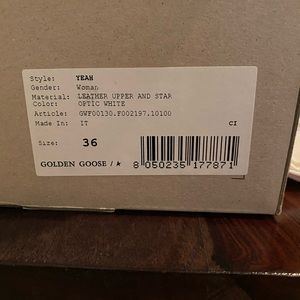 Style: YEAH
Gender: Woman
Material: LEATHER UPPER AND STAR
Color: OPTIC WHITE
Article: GWF00130.F002197.10100
Made In: IT CI
Size: 36
GOLDEN GOOSE / ★
8 050235 177871